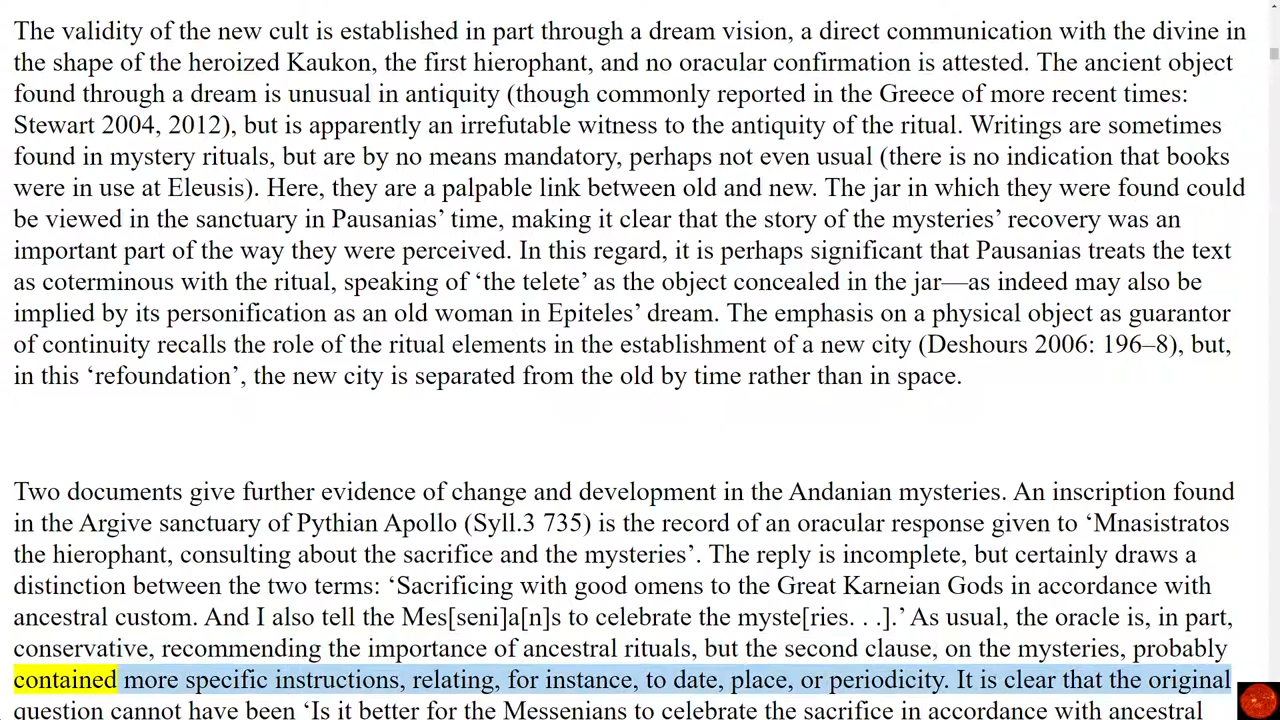 The validity of the new cult is established in part through a dream vision, a direct communication with the divine in
the shape of the heroized Kaukon, the first hierophant, and no oracular confirmation is attested. The ancient object
found through a dream is unusual in antiquity (though commonly reported in the Greece of more recent times:
Stewart 2004, 2012), but is apparently an irrefutable witness to the antiquity of the ritual. Writings are sometimes
found in mystery rituals, but are by no means mandatory, perhaps not even usual (there is no indication that books
were in use at Eleusis). Here, they are a palpable link between old and new. The jar in which they were found could
be viewed in the sanctuary in Pausanias’ time, making it clear that the story of the mysteries’ recovery was an
important part of the way they were perceived. In this regard, it is perhaps significant that Pausanias treats the text
as coterminous with the ritual, speaking of ‘the telete’ as the object concealed in the jar—as indeed may also be
implied by its personification as an old woman in Epiteles’ dream. The emphasis on a physical object as guarantor
of continuity recalls the role of the ritual elements in the establishment of a new city (Deshours 2006: 196–8), but,
in this ‘refoundation’, the new city is separated from the old by time rather than in space.
Two documents give further evidence of change and development in the Andanian mysteries. An inscription found
in the Argive sanctuary of Pythian Apollo (Syll.3 735) is the record of an oracular response given to ‘Mnasistratos
the hierophant, consulting about the sacrifice and the mysteries’. The reply is incomplete, but certainly draws a
distinction between the two terms: ‘Sacrificing with good omens to the Great Karneian Gods in accordance with
ancestral custom. And I also tell the Mes[seni]a[n]s to celebrate the myste[ries. . .].’ As usual, the oracle is, in part,
conservative, recommending the importance of ancestral rituals, but the second clause, on the mysteries, probably
contained more specific instructions, relating, for instance, to date, place, or periodicity. It is clear that the original
question cannot have been ‘Is it better for the Messenians to celebrate the sacrifice in accordance with ancestral